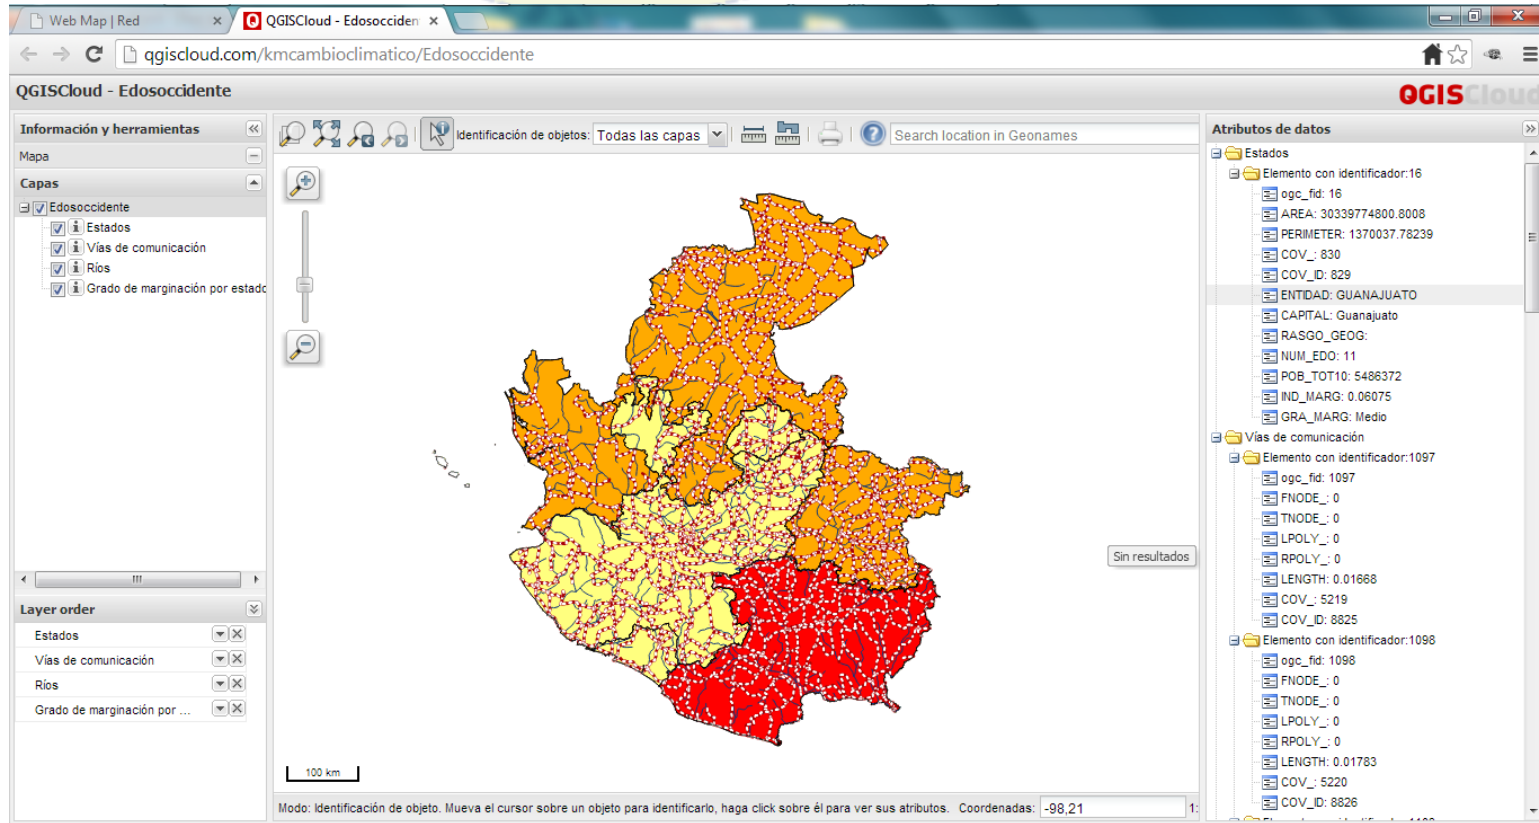 Web Map | Red
QGISCloud - Edosocciden
qgiscloud.com/kmcambioclimatico/Edosoccidente
QGISCloud - Edosoccidente
QGISCloud
Información y herramientas
Mapa
Capas
Edosoccidente
Estados
Vías de comunicación
Ríos
Grado de marginación por estado
Layer order
Estados
Vías de comunicación
Ríos
Grado de marginación por ...
Identificación de objetos: Todas las capas
Search location in Geonames
Sin resultados
100 km
Modo: Identificación de objeto. Mueva el cursor sobre un objeto para identificarlo, haga click sobre él para ver sus atributos. Coordenadas: -98,21 1:
Atributos de datos
Estados
Elemento con identificador:16
ogc_fid: 16
AREA: 30339774800.8008
PERIMETER: 1370037.78239
COV_: 830
COV_ID: 829
ENTIDAD: GUANAJUATO
CAPITAL: Guanajuato
RASGO_GEOG:
NUM_EDO: 11
POB_TOT10: 5486372
IND_MARG: 0.06075
GRA_MARG: Medio
Vías de comunicación
Elemento con identificador:1097
ogc_fid: 1097
FNODE_: 0
TNODE_: 0
LPOLY_: 0
RPOLY_: 0
LENGTH: 0.01668
COV_: 5219
COV_ID: 8825
Elemento con identificador:1098
ogc_fid: 1098
FNODE_: 0
TNODE_: 0
LPOLY_: 0
RPOLY_: 0
LENGTH: 0.01783
COV_: 5220
COV_ID: 8826